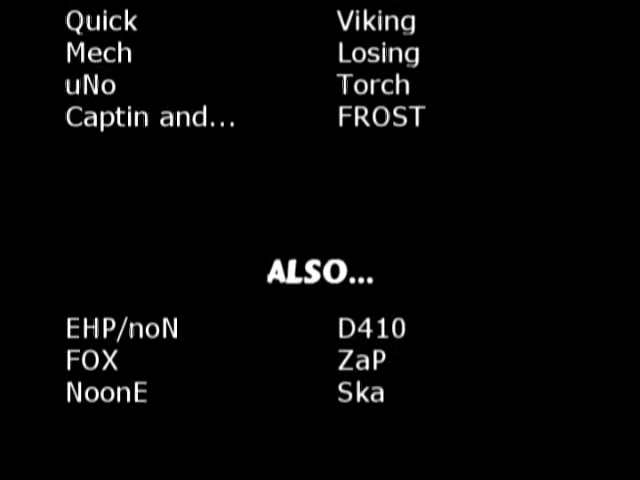 Quick Viking
Mech Losing
uNo Torch
Captin and... FROST
ALSO...
EHP/noN D410
FOX ZaP
NoonE Ska